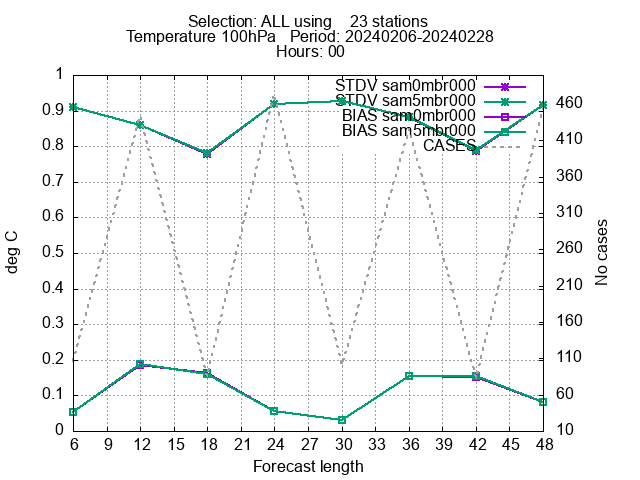 Selection: ALL using 23 stations
Temperature 100hPa Period: 20240206-20240228
Hours: 00
STDV sam0mbr000
STDV sam5mbr000
BIAS sam0mbr000
BIAS sam5mbr000
CASES
deg C
1
0.9
0.8
0.7
0.6
0.5
0.4
0.3
0.2
0.1
0
No cases
460
410
360
310
260
210
160
110
60
10
6 9 12 15 18 21 24 27 30 33 36 39 42 45 48
Forecast length